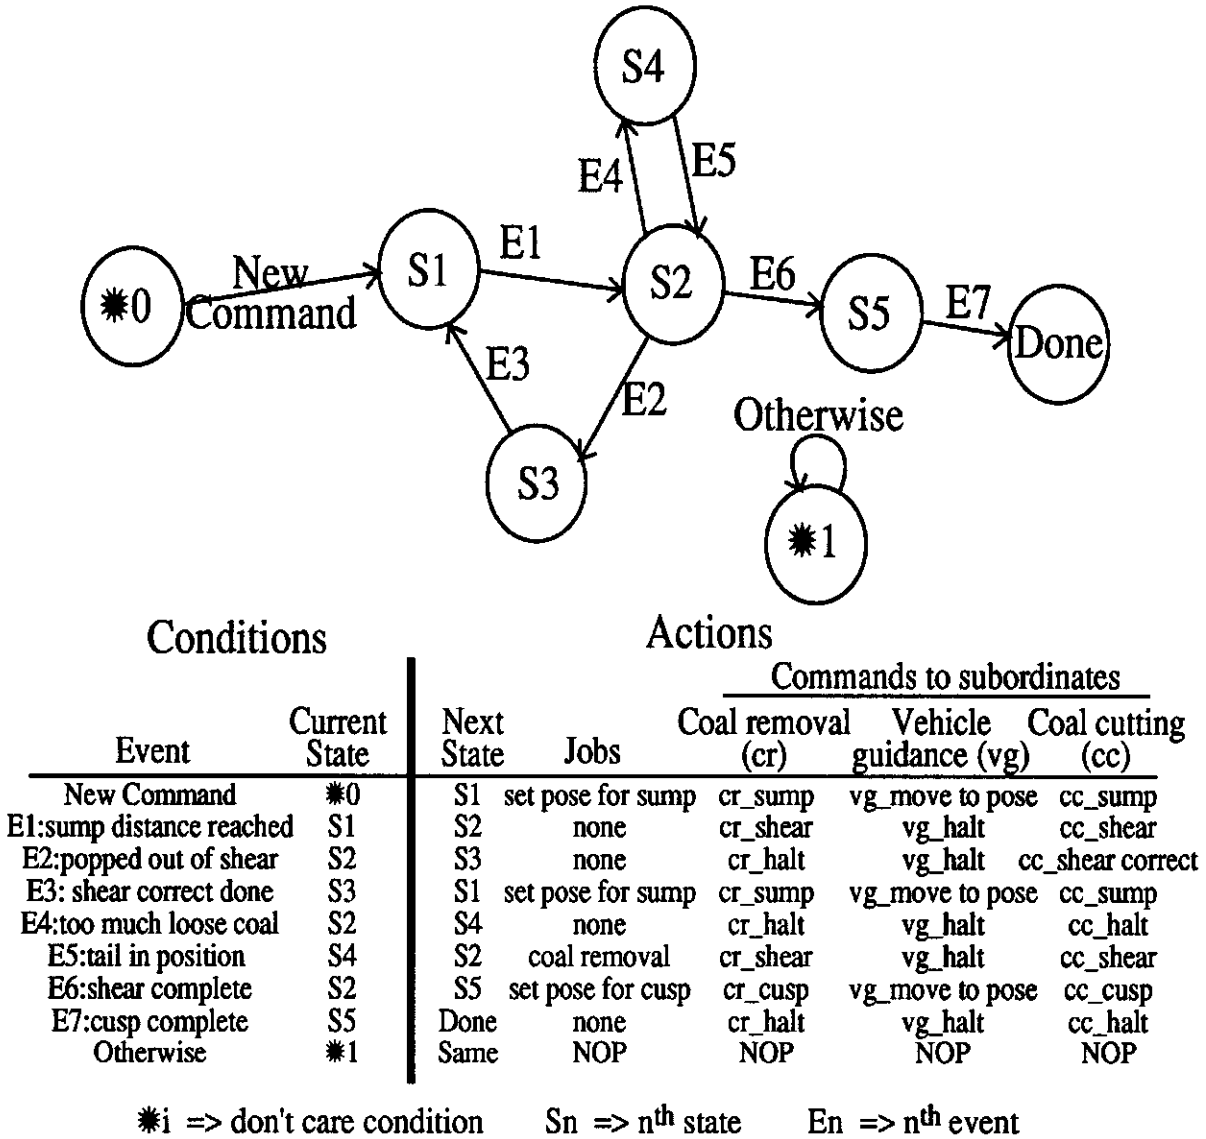 S4
E4
E5
New
Command
✹0
S1
E1
S2
E6
S5
E7
Done
E3
E2
S3
Otherwise
✹1
Conditions
Actions
Commands to subordinates
Event
Current
State
Next
State
Jobs
Coal removal
(cr)
Vehicle
guidance (vg)
Coal cutting
(cc)
New Command ✹0 S1 set pose for sump cr_sump vg_move to pose cc_sump
E1:sump distance reached S1 S2 none cr_shear vg_halt cc_shear
E2:popped out of shear S2 S3 none cr_halt vg_halt cc_shear correct
E3: shear correct done S3 S1 set pose for sump cr_sump vg_move to pose cc_sump
E4:too much loose coal S2 S4 none cr_halt vg_halt cc_halt
E5:tail in position S4 S2 coal removal cr_shear vg_halt cc_shear
E6:shear complete S2 S5 set pose for cusp cr_cusp vg_move to pose cc_cusp
E7:cusp complete S5 Done none cr_halt vg_halt cc_halt
Otherwise ✹1 Same NOP NOP NOP NOP
✹i => don't care condition Sn => nth state En => nth event